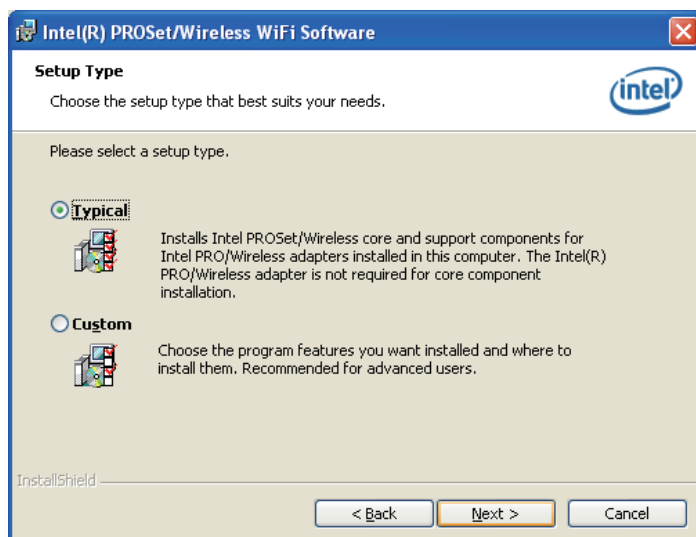 Intel(R) PROSet/Wireless WiFi Software
Setup Type
Choose the setup type that best suits your needs.
intel
Please select a setup type.
Typical
Installs Intel PROSet/Wireless core and support components for
Intel PRO/Wireless adapters installed in this computer. The Intel(R)
PRO/Wireless adapter is not required for core component
installation.
Custom
Choose the program features you want installed and where to
install them. Recommended for advanced users.
InstallShield
< Back
Next >
Cancel